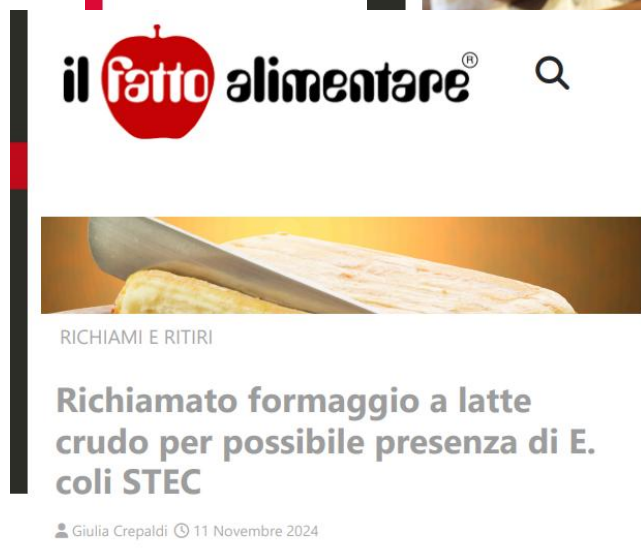 il fatto alimentare®
RICHIAMI E RITIRI
Richiamato formaggio a latte
crudo per possibile presenza di E.
coli STEC
Giulia Crepaldi 11 Novembre 2024